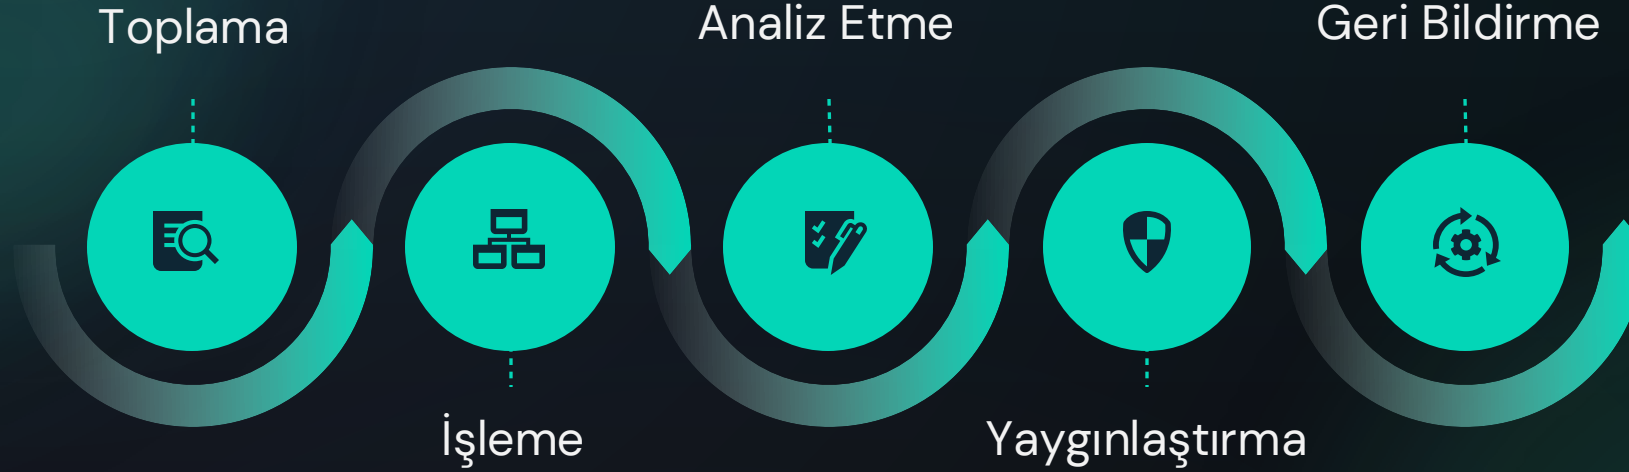 Toplama
İşleme
Analiz Etme
Yaygınlaştırma
Geri Bildirme